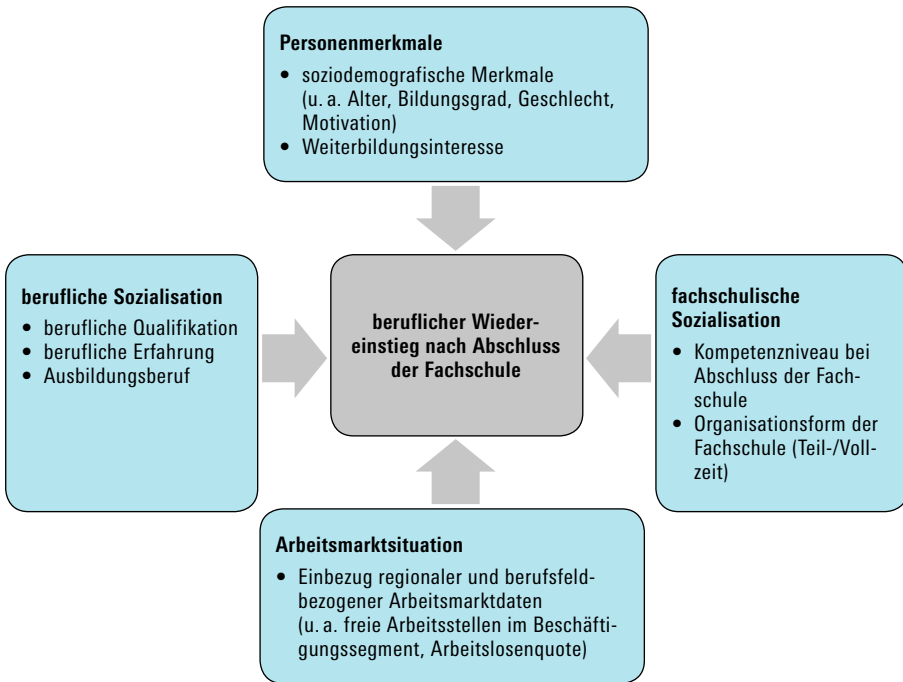 Personenmerkmale
• soziodemografische Merkmale
(u. a. Alter, Bildungsgrad, Geschlecht,
Motivation)
• Weiterbildungsinteresse
berufliche Sozialisation
• berufliche Qualifikation
• berufliche Erfahrung
• Ausbildungsberuf
beruflicher Wieder-
einstieg nach Abschluss
der Fachschule
fachschulische
Sozialisation
• Kompetenzniveau bei
Abschluss der Fach-
schule
• Organisationsform der
Fachschule (Teil-/Voll-
zeit)
Arbeitsmarktsituation
• Einbezug regionaler und berufsfeld-
bezogener Arbeitsmarktdaten
(u. a. freie Arbeitsstellen im Beschäfti-
gungssegment, Arbeitslosenquote)